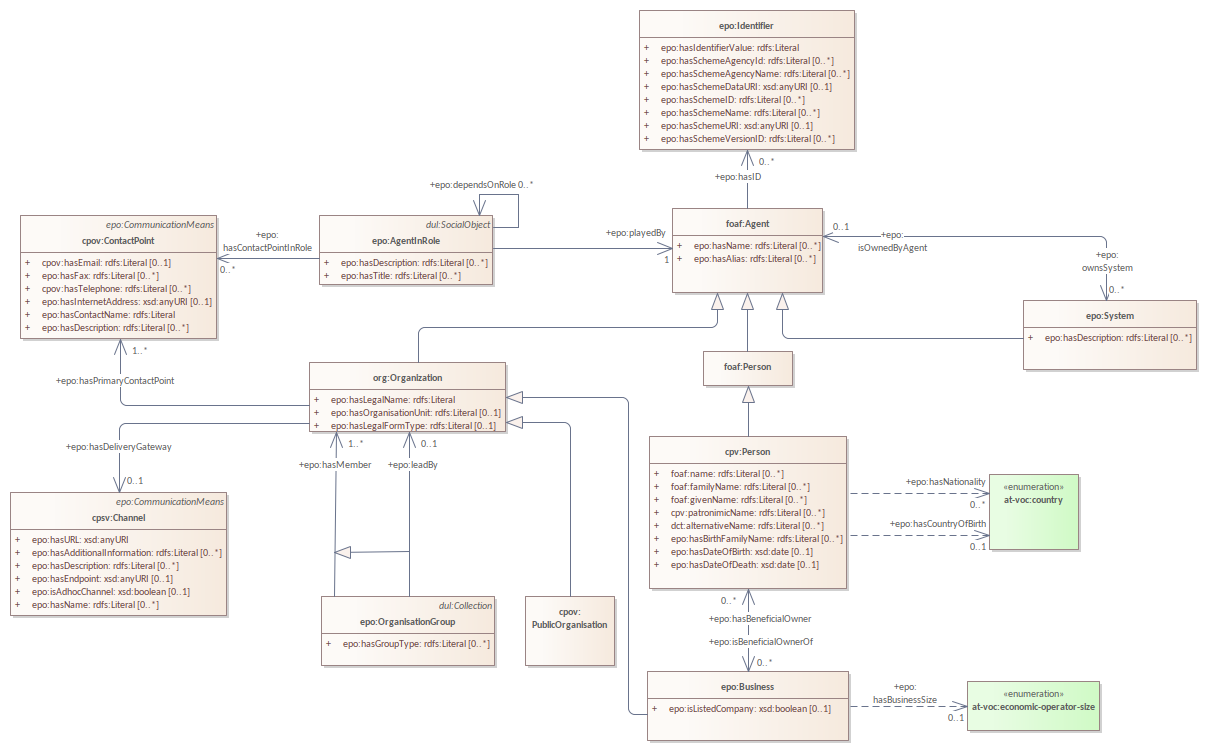 epo:Identifier
+ epo:hasIdentifierValue: rdfs:Literal
+ epo:hasSchemeAgencyId: rdfs:Literal [0..*]
+ epo:hasSchemeAgencyName: rdfs:Literal [0..*]
+ epo:hasSchemeDataURI: xsd:anyURI [0..1]
+ epo:hasSchemeID: rdfs:Literal [0..*]
+ epo:hasSchemeName: rdfs:Literal [0..*]
+ epo:hasSchemeURI: xsd:anyURI [0..1]
+ epo:hasSchemeVersionID: rdfs:Literal [0..*]
0..*
+epo:hasID
+epo:dependsOnRole 0..*
epo:CommunicationMeans
cpov:ContactPoint
+ cpov:hasEmail: rdfs:Literal [0..1]
+ epo:hasFax: rdfs:Literal [0..*]
+ cpov:hasTelephone: rdfs:Literal [0..*]
+ epo:hasInternetAddress: xsd:anyURI [0..1]
+ epo:hasContactName: rdfs:Literal
+ epo:hasDescription: rdfs:Literal [0..*]
+epo:
hasContactPointInRole
0..*
dul:SocialObject
epo:AgentInRole
+ epo:hasDescription: rdfs:Literal [0..*]
+ epo:hasTitle: rdfs:Literal [0..*]
+epo:playedBy
1
foaf:Agent
+ epo:hasName: rdfs:Literal [0..*]
+ epo:hasAlias: rdfs:Literal [0..*]
0..1
+epo:
isOwnedByAgent
+epo:
ownsSystem
0..*
epo:System
+ epo:hasDescription: rdfs:Literal [0..*]
1..*
+epo:hasPrimaryContactPoint
org:Organization
+ epo:hasLegalName: rdfs:Literal
+ epo:hasOrganisationUnit: rdfs:Literal [0..1]
+ epo:hasLegalFormType: rdfs:Literal [0..1]
foaf:Person
+epo:hasDeliveryGateway
0..1
1..*
0..1
+epo:hasMember
+epo:leadBy
cpv:Person
+ foaf:name: rdfs:Literal [0..*]
+ foaf:familyName: rdfs:Literal [0..*]
+ foaf:givenName: rdfs:Literal [0..*]
+ cpv:patronimicName: rdfs:Literal [0..*]
+ dct:alternativeName: rdfs:Literal [0..*]
+ epo:hasBirthFamilyName: rdfs:Literal [0..*]
+ epo:hasDateOfBirth: xsd:date [0..1]
+ epo:hasDateOfDeath: xsd:date [0..1]
+epo:hasNationality
0..*
+epo:hasCountryOfBirth
0..1
«enumeration»
at-voc:country
epo:CommunicationMeans
cpsv:Channel
+ epo:hasURL: xsd:anyURI
+ epo:hasAdditionalInformation: rdfs:Literal [0..*]
+ epo:hasDescription: rdfs:Literal [0..*]
+ epo:hasEndpoint: xsd:anyURI [0..1]
+ epo:isAdhocChannel: xsd:boolean [0..1]
+ epo:hasName: rdfs:Literal [0..*]
dul:Collection
epo:OrganisationGroup
+ epo:hasGroupType: rdfs:Literal [0..*]
cpov:
PublicOrganisation
0..*
+epo:hasBeneficialOwner
+epo:isBeneficialOwnerOf
0..*
epo:Business
+ epo:isListedCompany: xsd:boolean [0..1]
+epo:
hasBusinessSize
0..1
«enumeration»
at-voc:economic-operator-size